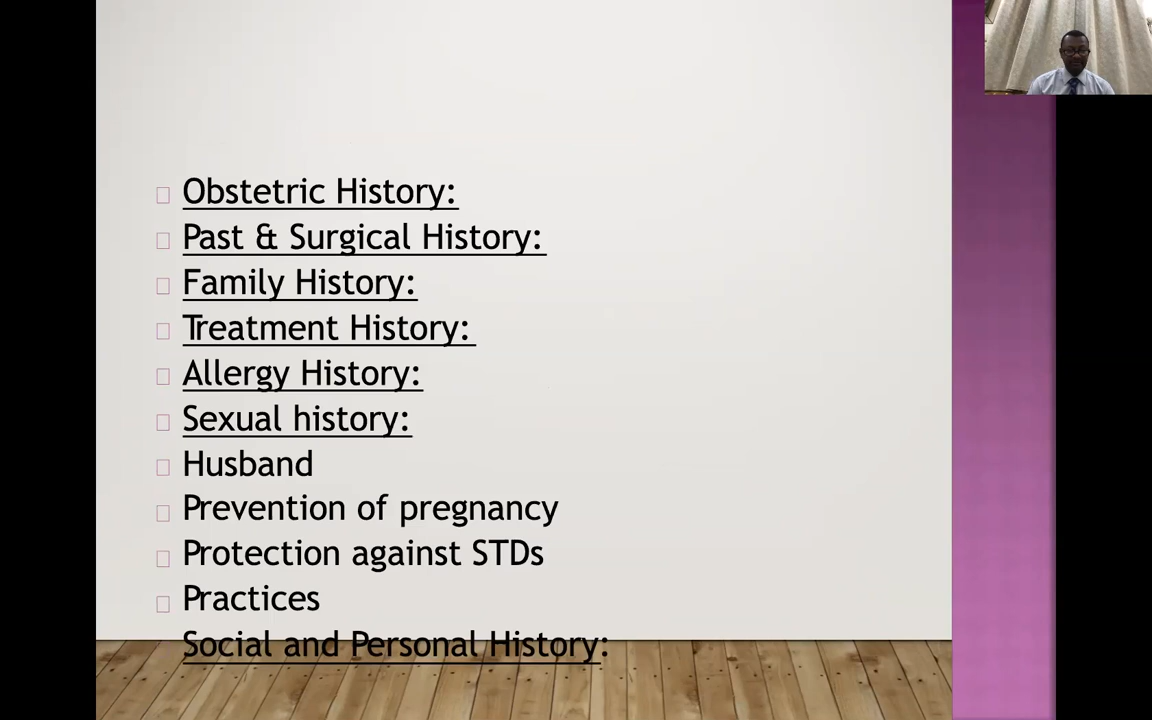 Obstetric History:
Past & Surgical History:
Family History:
Treatment History:
Allergy History:
Sexual history:
Husband
Prevention of pregnancy
Protection against STDs
Practices
Social and Personal History: